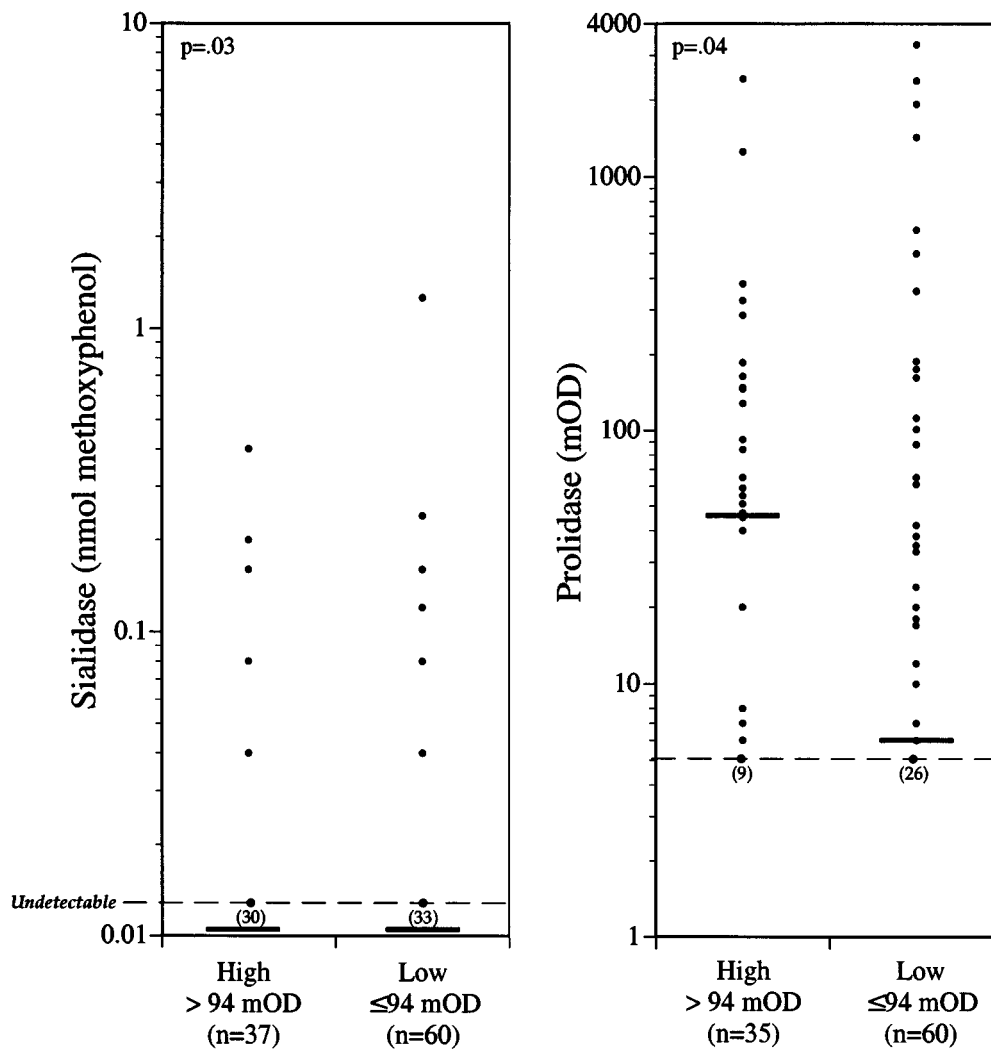 10
p=.03
1
0.1
0.01
Sialidase (nmol methoxyphenol)
Undetectable
(30)
(33)
High
> 94 mOD
(n=37)
Low
≤94 mOD
(n=60)
4000
p=.04
1000
100
10
1
Prolidase (mOD)
(9)
(26)
High
> 94 mOD
(n=35)
Low
≤94 mOD
(n=60)